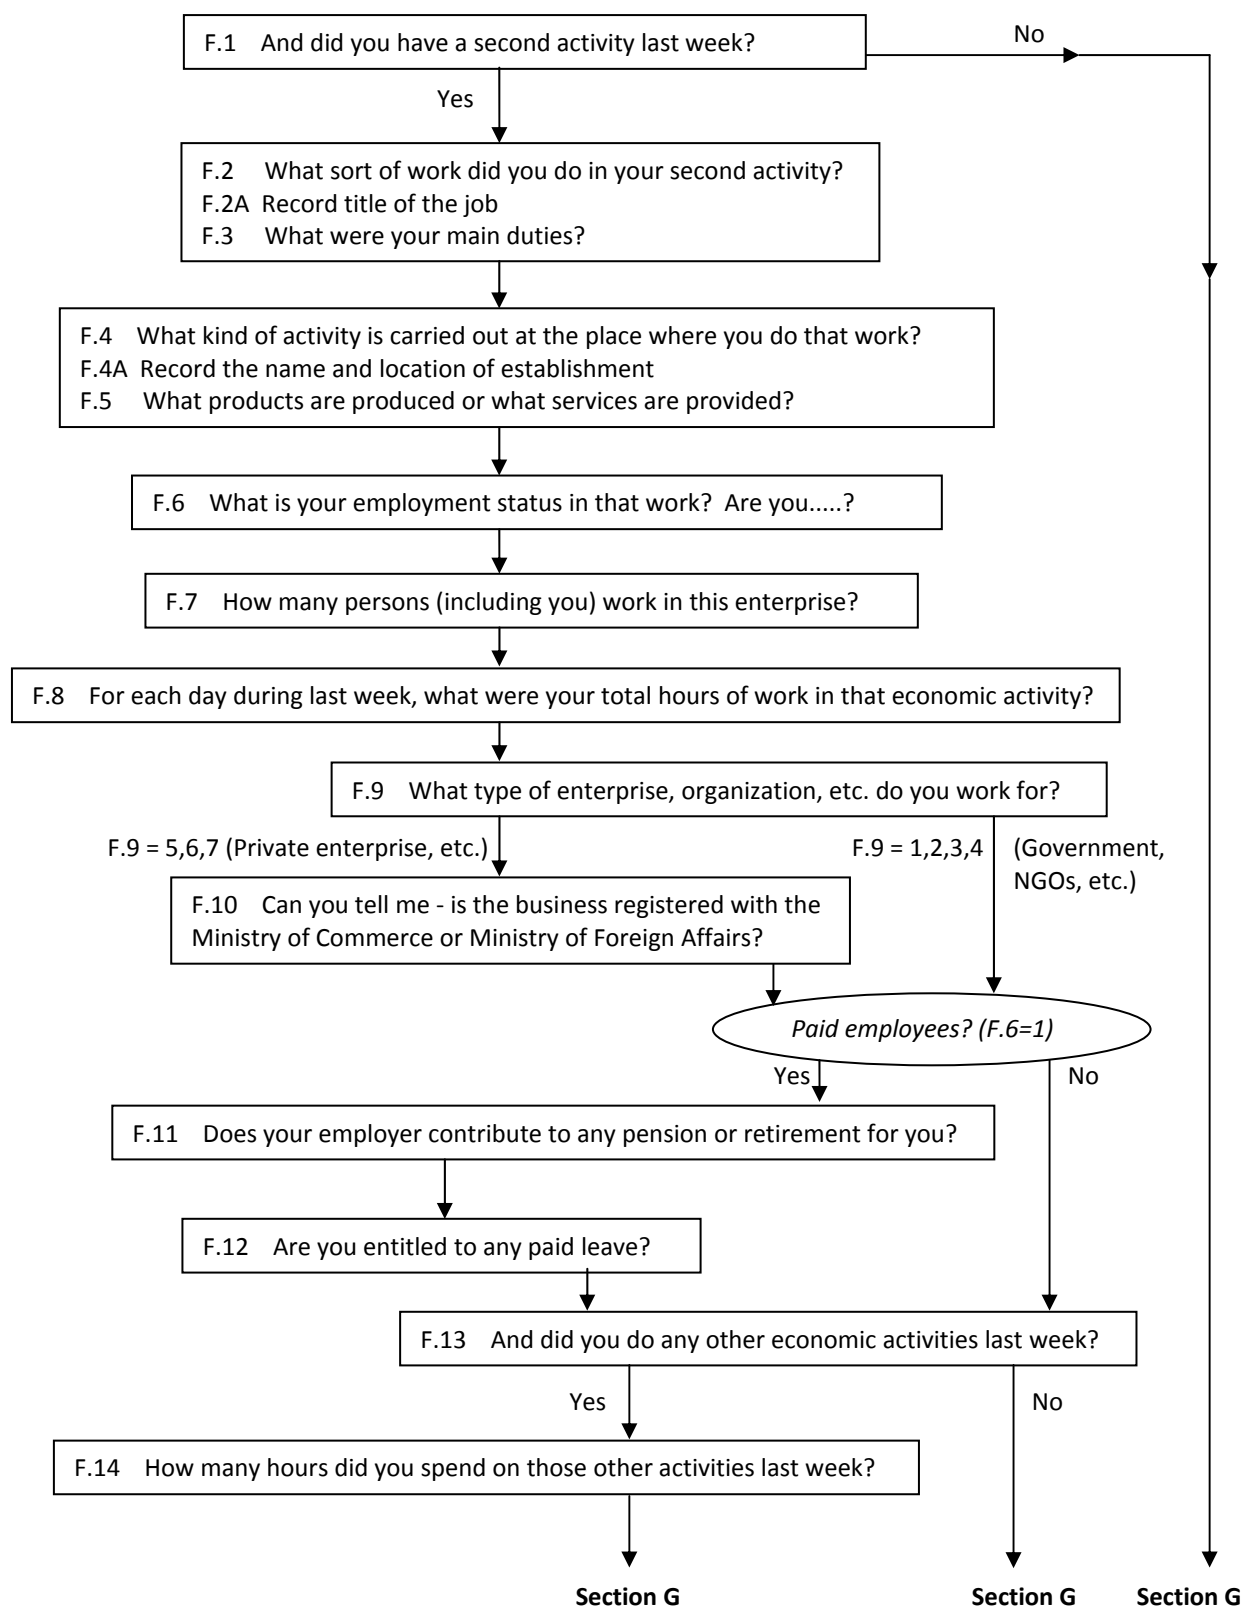 F.1 And did you have a second activity last week?
No
Yes
F.2 What sort of work did you do in your second activity?
F.2A Record title of the job
F.3 What were your main duties?
F.4 What kind of activity is carried out at the place where you do that work?
F.4A Record the name and location of establishment
F.5 What products are produced or what services are provided?
F.6 What is your employment status in that work? Are you.....?
F.7 How many persons (including you) work in this enterprise?
F.8 For each day during last week, what were your total hours of work in that economic activity?
F.9 What type of enterprise, organization, etc. do you work for?
F.9 = 5,6,7 (Private enterprise, etc.)
F.9 = 1,2,3,4 (Government,
NGOs, etc.)
F.10 Can you tell me - is the business registered with the
Ministry of Commerce or Ministry of Foreign Affairs?
Paid employees? (F.6=1)
Yes
No
F.11 Does your employer contribute to any pension or retirement for you?
F.12 Are you entitled to any paid leave?
F.13 And did you do any other economic activities last week?
Yes
No
F.14 How many hours did you spend on those other activities last week?
Section G
Section G
Section G